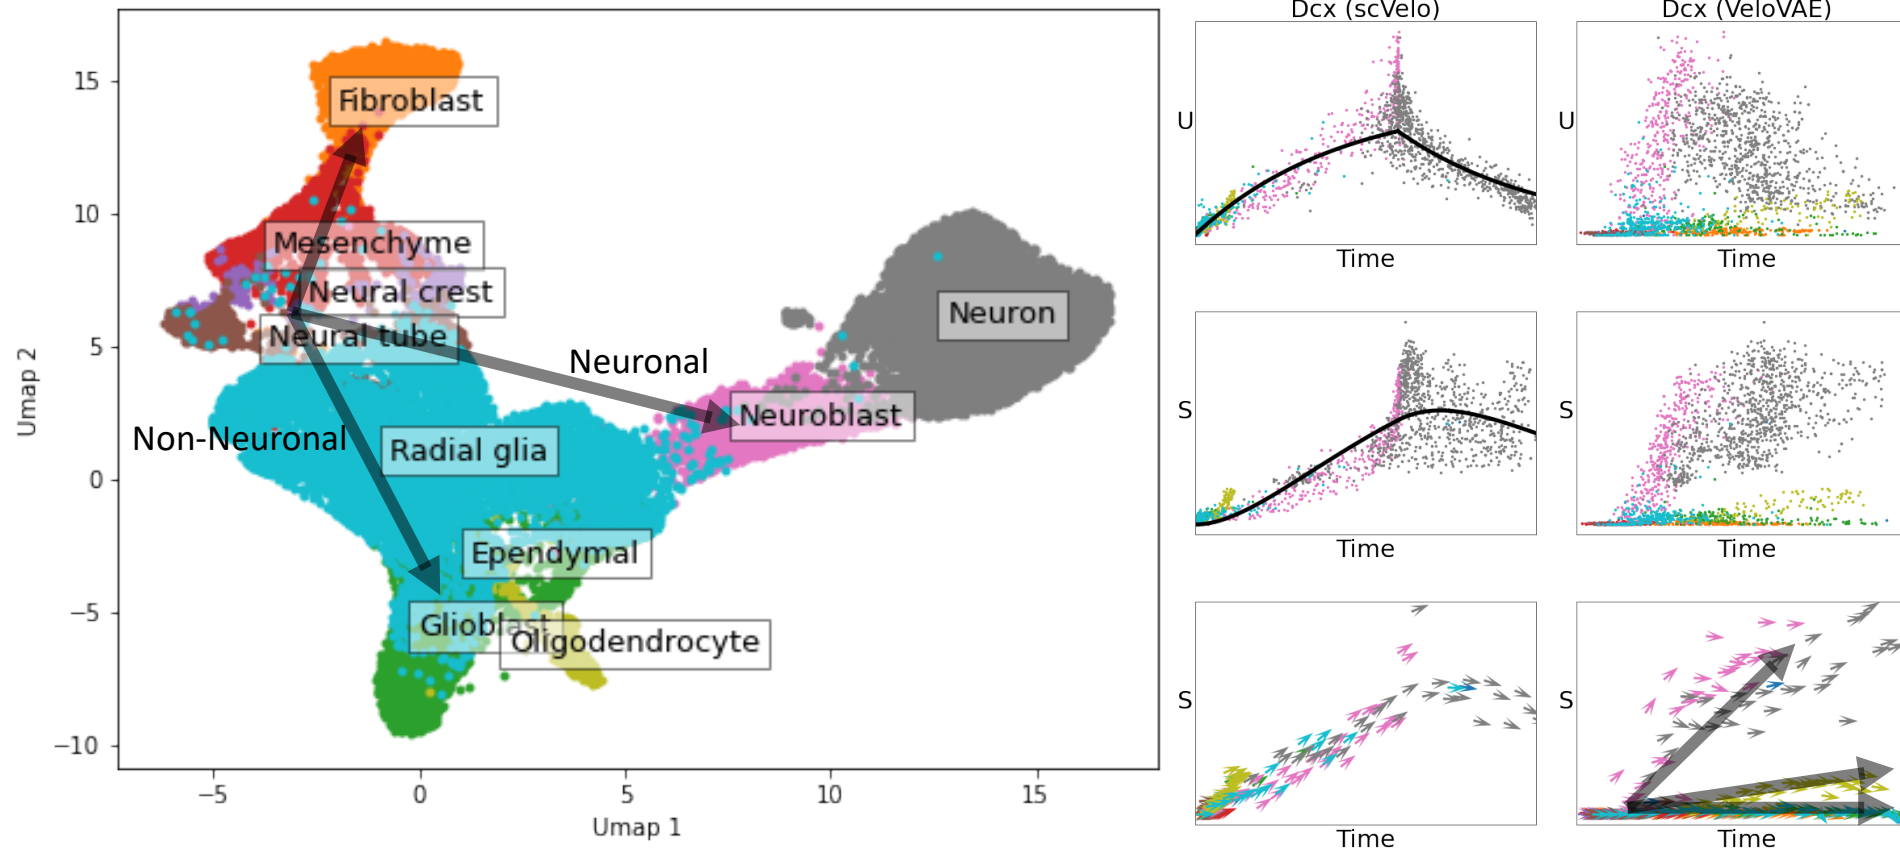 Dcx (scVelo)
Dcx (VeloVAE)
15
10
5
0
−5
−10
Umap 2
−5
0
5
10
15
Umap 1
Fibroblast
Mesenchyme
Neural crest
Neural tube
Neuron
Neuronal
Neuroblast
Non-Neuronal
Radial glia
Ependymal
Glioblast
Oligodendrocyte
U
Time
U
Time
S
Time
S
Time
S
Time
S
Time